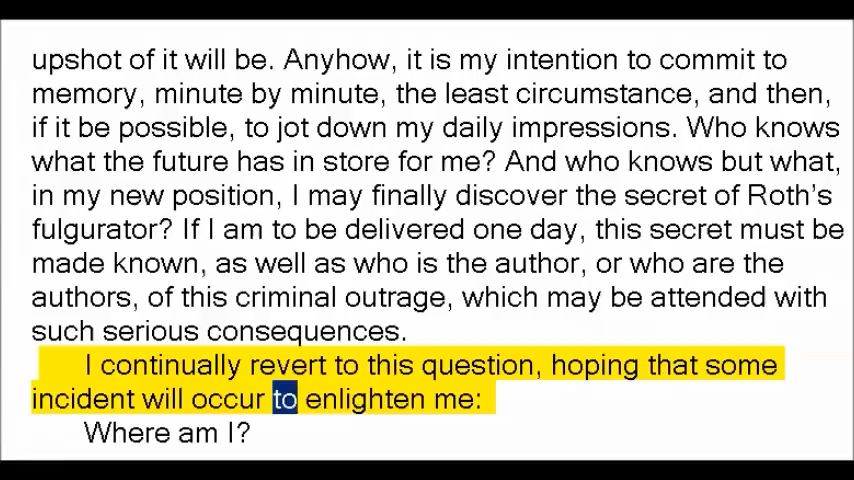 upshot of it will be. Anyhow, it is my intention to commit to
memory, minute by minute, the least circumstance, and then,
if it be possible, to jot down my daily impressions. Who knows
what the future has in store for me? And who knows but what,
in my new position, I may finally discover the secret of Roth’s
fulgurator? If I am to be delivered one day, this secret must be
made known, as well as who is the author, or who are the
authors, of this criminal outrage, which may be attended with
such serious consequences.
I continually revert to this question, hoping that some
incident will occur to enlighten me:
Where am I?